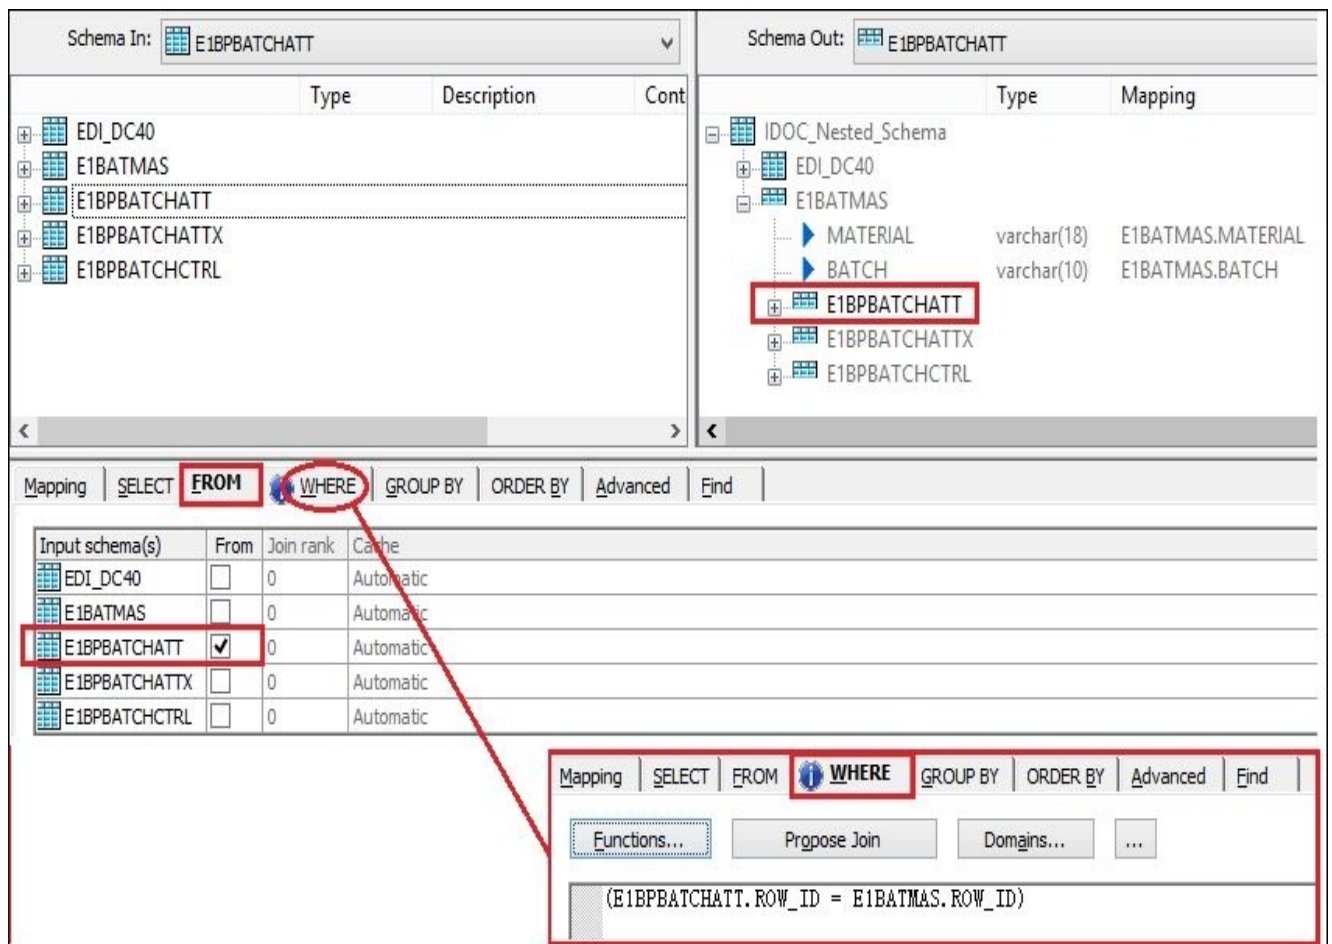 Schema In: E1BPBATCHATT
Type Description Cont
EDI_DC40
E1BATMAS
E1BPBATCHATT
E1BPBATCHATTX
E1BPBATCHCTRL
Schema Out: E1BPBATCHATT
Type Mapping
IDOC_Nested_Schema
EDI_DC40
E1BATMAS
MATERIAL varchar(18) E1BATMAS.MATERIAL
BATCH varchar(10) E1BATMAS.BATCH
E1BPBATCHATT
E1BPBATCHATTX
E1BPBATCHCTRL
Mapping SELECT FROM WHERE GROUP BY ORDER BY Advanced Find
Input schema(s) From Join rank Cache
EDI_DC40 0 Automatic
E1BATMAS 0 Automatic
E1BPBATCHATT 0 Automatic
E1BPBATCHATTX 0 Automatic
E1BPBATCHCTRL 0 Automatic
Mapping SELECT FROM WHERE GROUP BY ORDER BY Advanced Find
Functions... Propose Join Domains... ...
(E1BPBATCHATT.ROW_ID = E1BATMAS.ROW_ID)